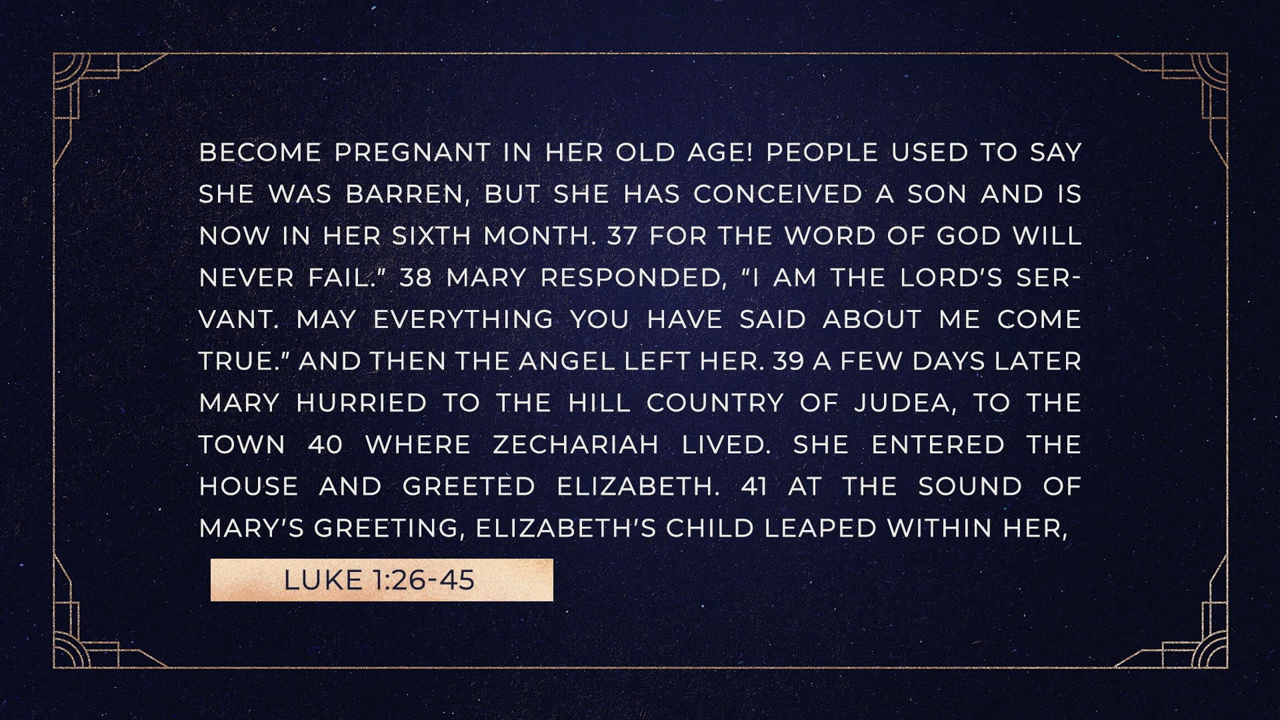 BECOME PREGNANT IN HER OLD AGE! PEOPLE USED TO SAY
SHE WAS BARREN, BUT SHE HAS CONCEIVED A SON AND IS
NOW IN HER SIXTH MONTH. 37 FOR THE WORD OF GOD WILL
NEVER FAIL.” 38 MARY RESPONDED, “I AM THE LORD’S SER-
VANT. MAY EVERYTHING YOU HAVE SAID ABOUT ME COME
TRUE.” AND THEN THE ANGEL LEFT HER. 39 A FEW DAYS LATER
MARY HURRIED TO THE HILL COUNTRY OF JUDEA, TO THE
TOWN 40 WHERE ZECHARIAH LIVED. SHE ENTERED THE
HOUSE AND GREETED ELIZABETH. 41 AT THE SOUND OF
MARY’S GREETING, ELIZABETH’S CHILD LEAPED WITHIN HER,
LUKE 1:26-45